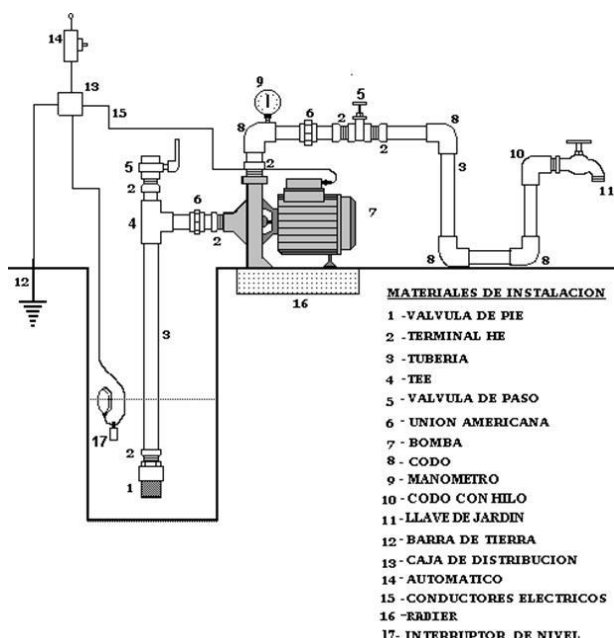 14
9
5
13
6
8
8
15
2
2
5
2
10
3
2
6
11
4
7
2
8
8
12
16
3
17
2
1
MATERIALES DE INSTALACION
1 -VALVULA DE PIE
2 -TERMINAL HE
3 -TUBERIA
4 -TEE
5 -VALVULA DE PASO
6 -UNION AMERICANA
7 -BOMBA
8 -CODO
9 -MANOMETRO
10 -CODO CON HILO
11 -LLAVE DE JARDIN
12 -BARRA DE TIERRA
13 -CAJA DE DISTRIBUCION
14 -AUTOMATICO
15 -CONDUCTORES ELECTRICOS
16 -RADIER
17- INTERRUPTOR DE NIVEL